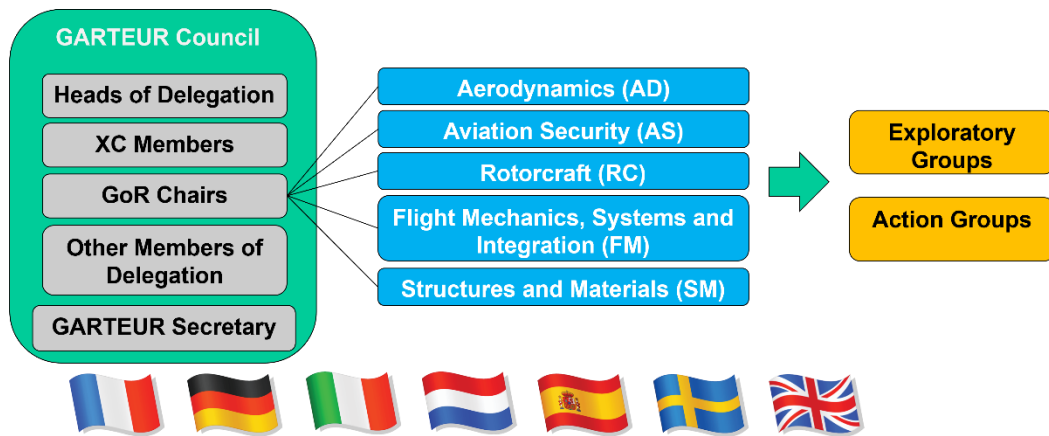 GARTEUR Council
Heads of Delegation
XC Members
GoR Chairs
Other Members of
Delegation
GARTEUR Secretary
Aerodynamics (AD)
Aviation Security (AS)
Rotorcraft (RC)
Flight Mechanics, Systems and
Integration (FM)
Structures and Materials (SM)
Exploratory
Groups
Action Groups